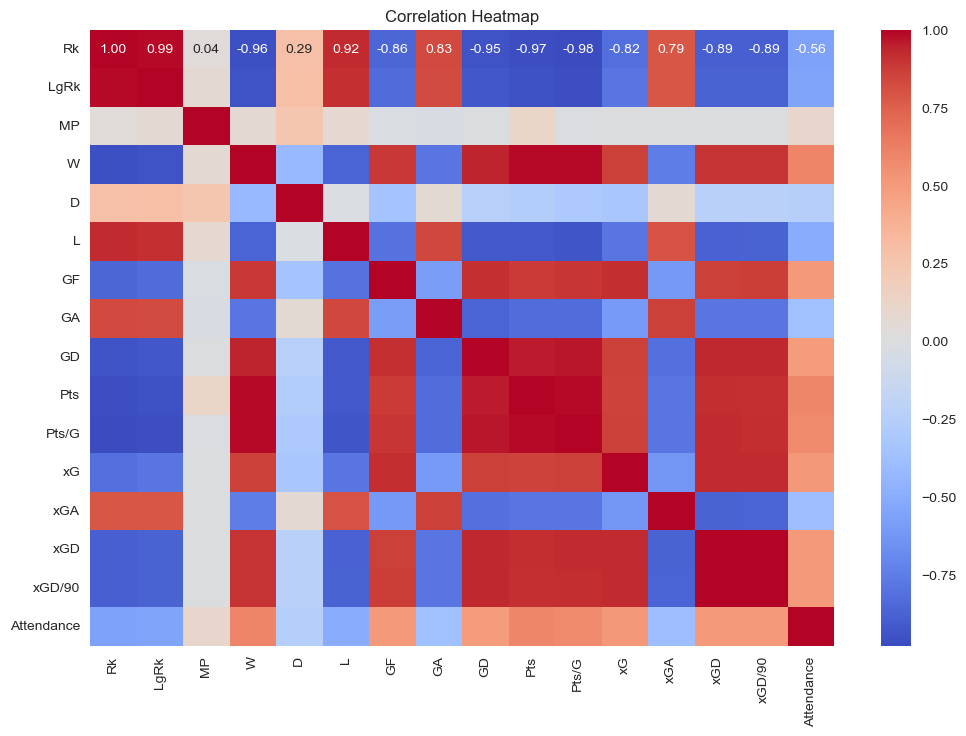 Correlation Heatmap
Rk 1.00 0.99 0.04 -0.96 0.29 0.92 -0.86 0.83 -0.95 -0.97 -0.98 -0.82 0.79 -0.89 -0.89 -0.56
LgRk
MP
W
D
L
GF
GA
GD
Pts
Pts/G
xG
xGA
xGD
xGD/90
Attendance
Rk LgRk MP W D L GF GA GD Pts Pts/G xG xGA xGD xGD/90 Attendance
1.00
0.75
0.50
0.25
0.00
-0.25
-0.50
-0.75